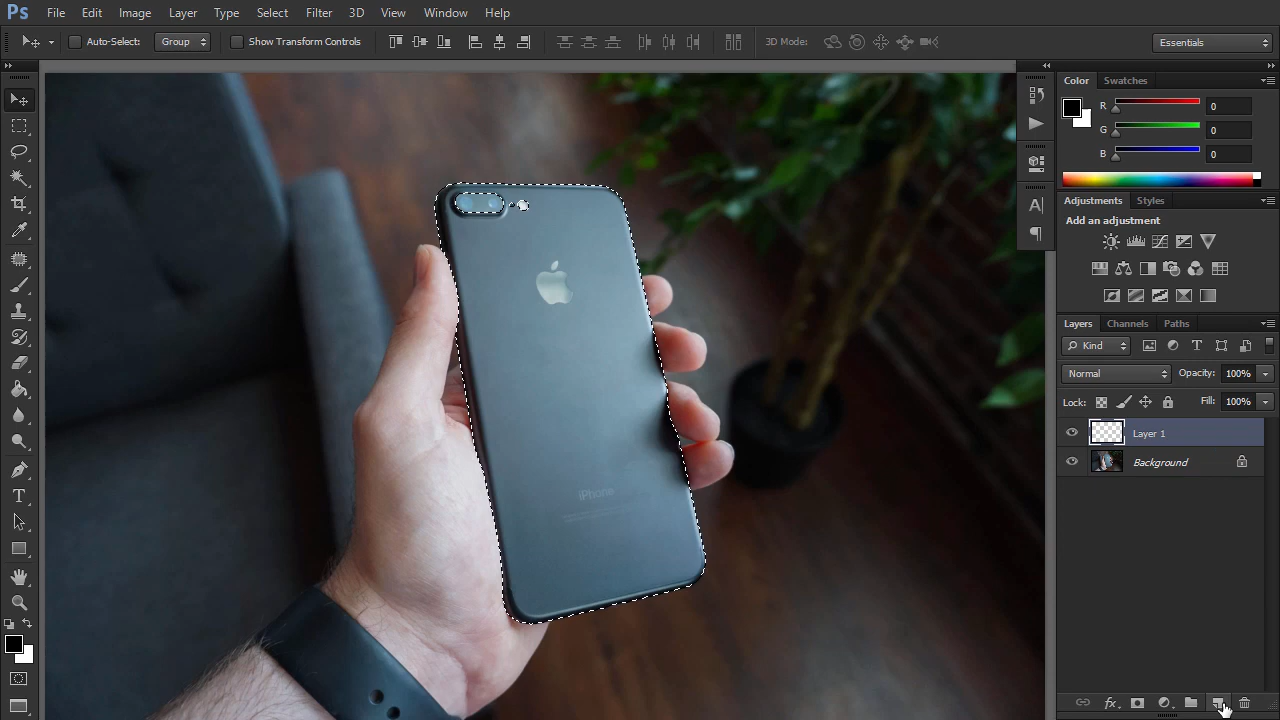 Ps File Edit Image Layer Type Select Filter 3D View Window Help
Auto-Select: Group Show Transform Controls 3D Mode: Essentials
Color Swatches
R 0
G 0
B 0
Adjustments Styles
Add an adjustment
Layers Channels Paths
Kind
Normal Opacity: 100%
Lock: Fill: 100%
Layer 1
Background
iPhone
fx